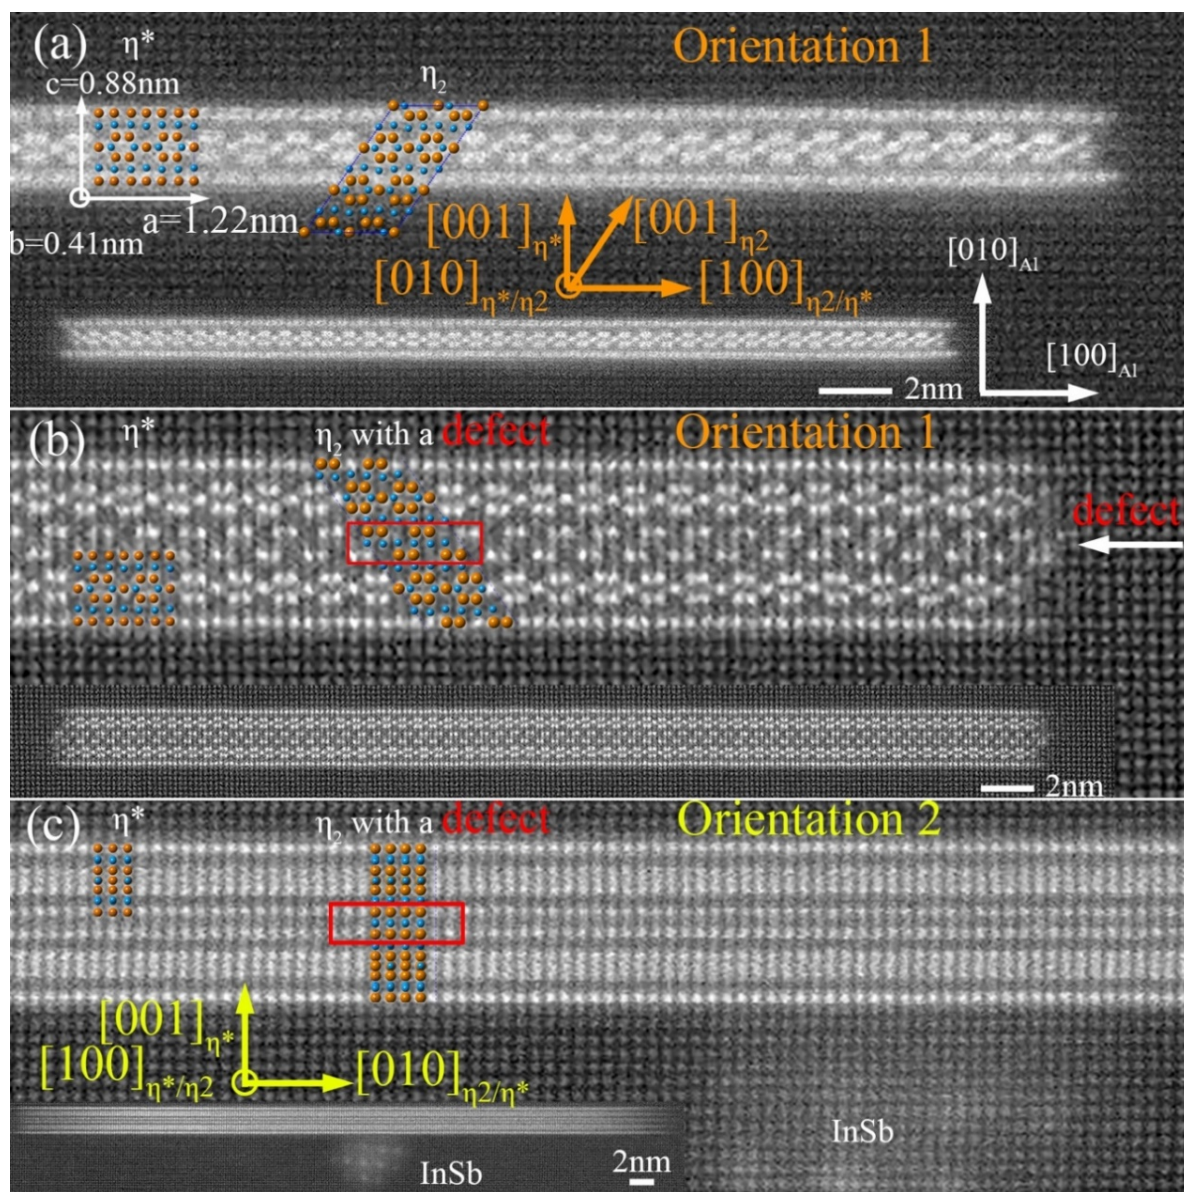 (a)
η*
Orientation 1
c=0.88nm
η₂
a=1.22nm
b=0.41nm
[001]η*
[001]η2
[010]η*/η2
[100]η2/η*
[010]Al
[100]Al
2nm
(b)
η*
η₂ with a defect
Orientation 1
defect
2nm
(c)
η*
η₂ with a defect
Orientation 2
[001]η*
[100]η*/η2
[010]η2/η*
InSb
InSb
2nm